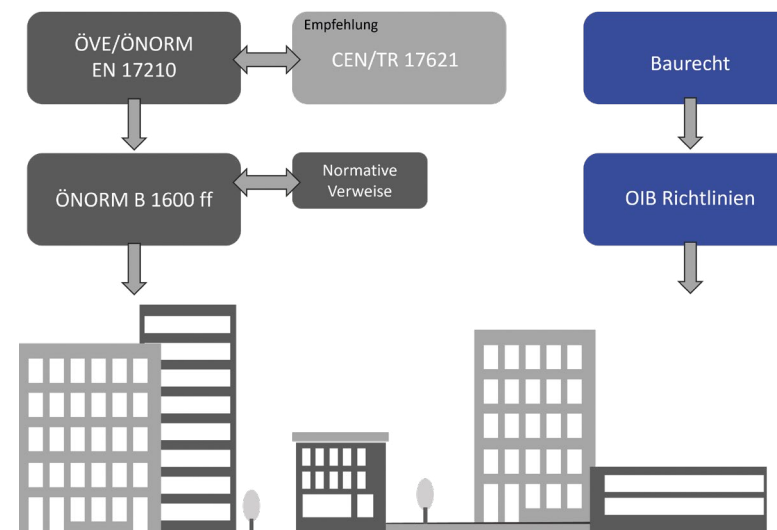 ÖVE/ÖNORM
EN 17210
Empfehlung
CEN/TR 17621
Baurecht
ÖNORM B 1600 ff
Normative
Verweise
OIB Richtlinien